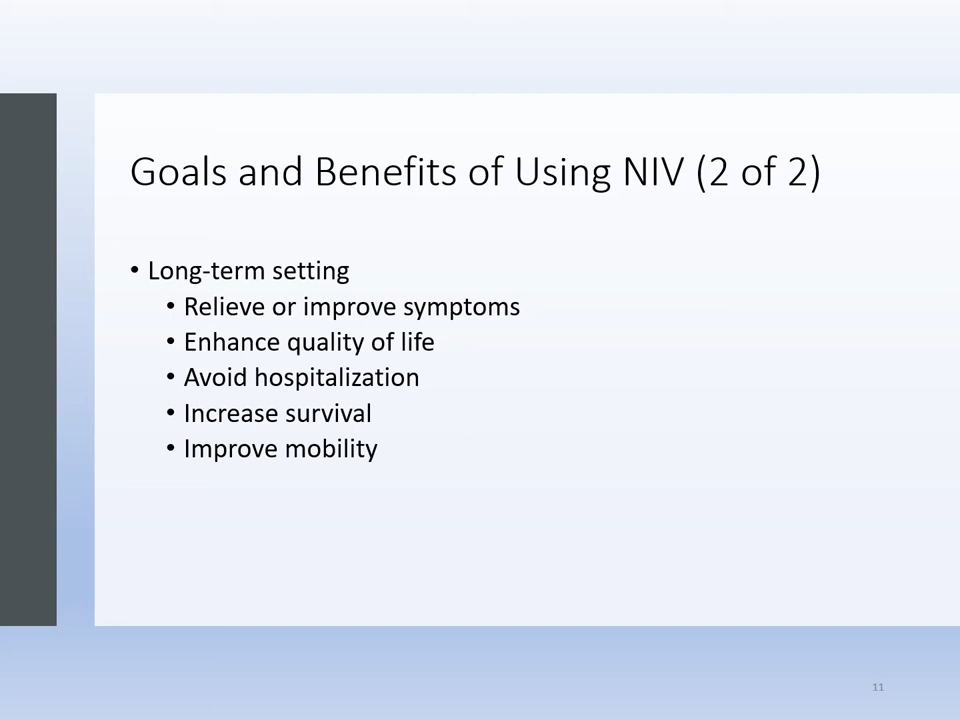 Goals and Benefits of Using NIV (2 of 2)
• Long-term setting
• Relieve or improve symptoms
• Enhance quality of life
• Avoid hospitalization
• Increase survival
• Improve mobility
11